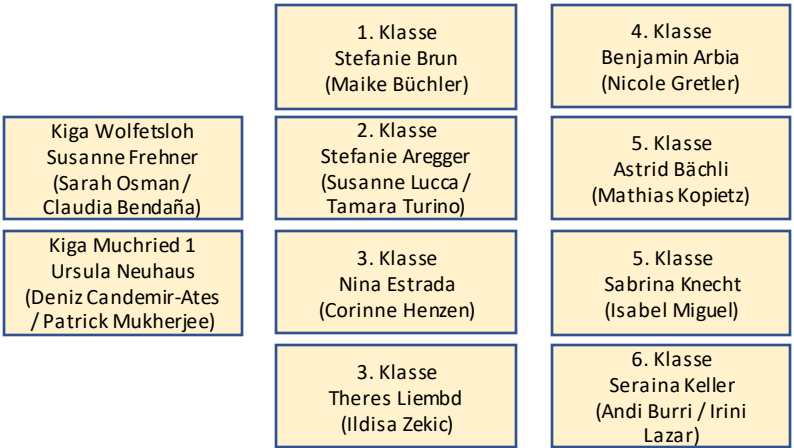 Kiga Wolfetsloh
Susanne Frehner
(Sarah Osman /
Claudia Bendaña)
Kiga Muchried 1
Ursula Neuhaus
(Deniz Candemir-Ates
/ Patrick Mukherjee)
1. Klasse
Stefanie Brun
(Maike Büchler)
2. Klasse
Stefanie Aregger
(Susanne Lucca /
Tamara Turino)
3. Klasse
Nina Estrada
(Corinne Henzen)
3. Klasse
Theres Liembd
(Ildisa Zekic)
4. Klasse
Benjamin Arbia
(Nicole Gretler)
5. Klasse
Astrid Bächli
(Mathias Kopietz)
5. Klasse
Sabrina Knecht
(Isabel Miguel)
6. Klasse
Seraina Keller
(Andi Burri / Irini
Lazar)